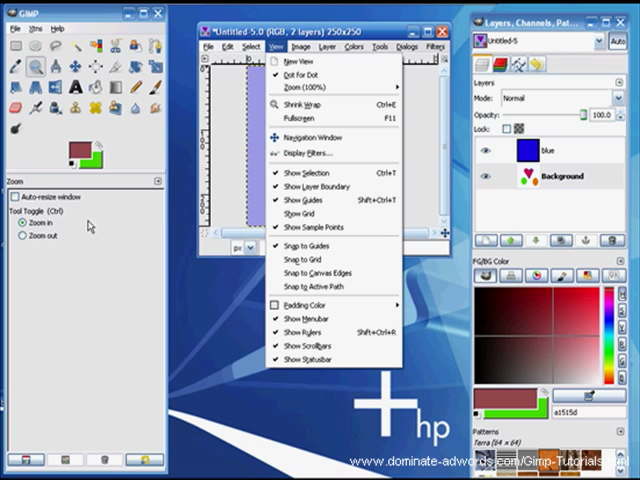 GIMP
File Xtns Help
Zoom
Auto-resize window
Tool Toggle (Ctrl)
Zoom in
Zoom out
*Untitled-5.0 (RGB, 2 layers) 250x250
File Edit Select View Image Layer Colors Tools Dialogs Filters
New View
Dot for Dot
Zoom (100%)
Shrink Wrap Ctrl+E
Fullscreen F11
Navigation Window
Display Filters...
Show Selection Ctrl+T
Show Layer Boundary
Show Guides Shift+Ctrl+T
Show Grid
Show Sample Points
Snap to Guides
Snap to Grid
Snap to Canvas Edges
Snap to Active Path
Padding Color
Show Menubar
Show Rulers Shift+Ctrl+R
Show Scrollbars
Show Statusbar
px
hp
Layers, Channels, Pat...
Untitled-5 Auto
Layers
Mode: Normal
Opacity: 100.0
Lock:
blue
Background
FG/BG Color
a1515d
Patterns
Terra (64 x 64)
www.dominate-adwords.com/Gimp-Tutorials.html